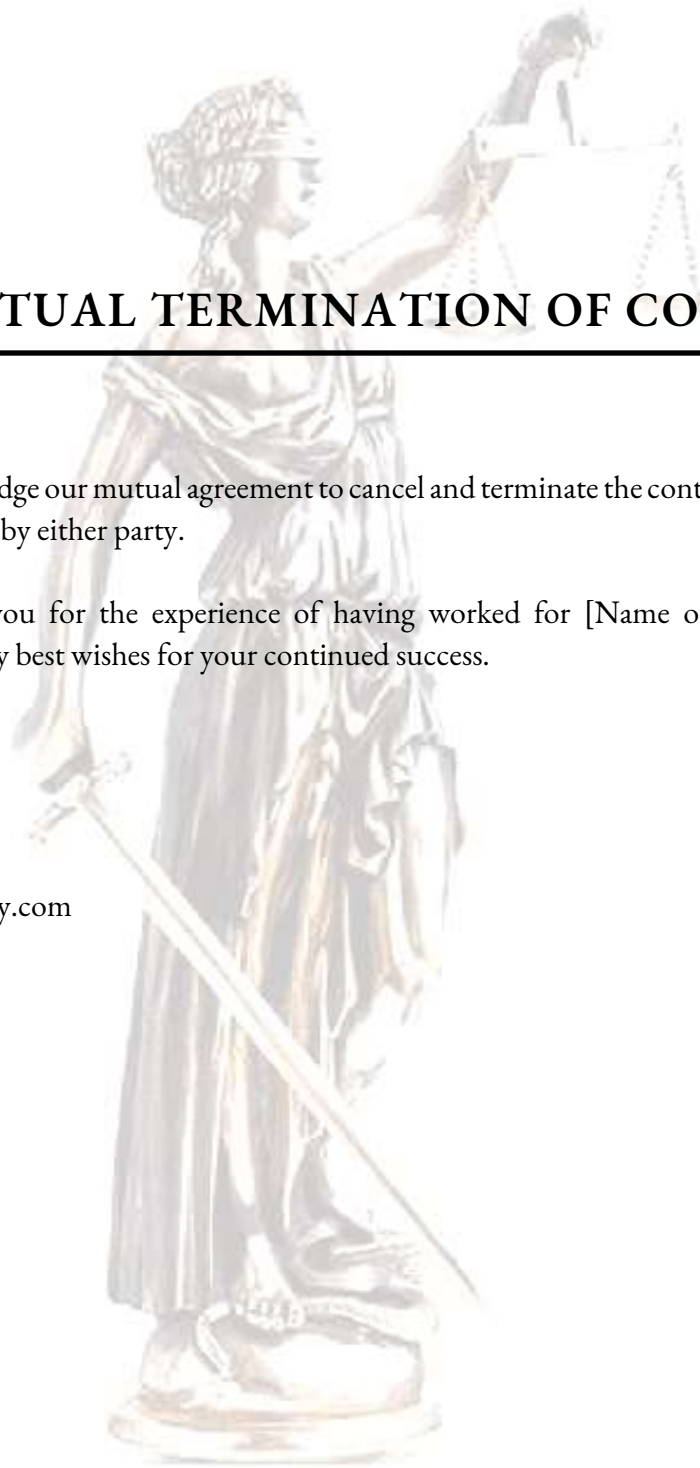 TUAL TERMINATION OF CO
dge our mutual agreement to cancel and terminate the cont
by either party.
you for the experience of having worked for [Name o
y best wishes for your continued success.
y.com